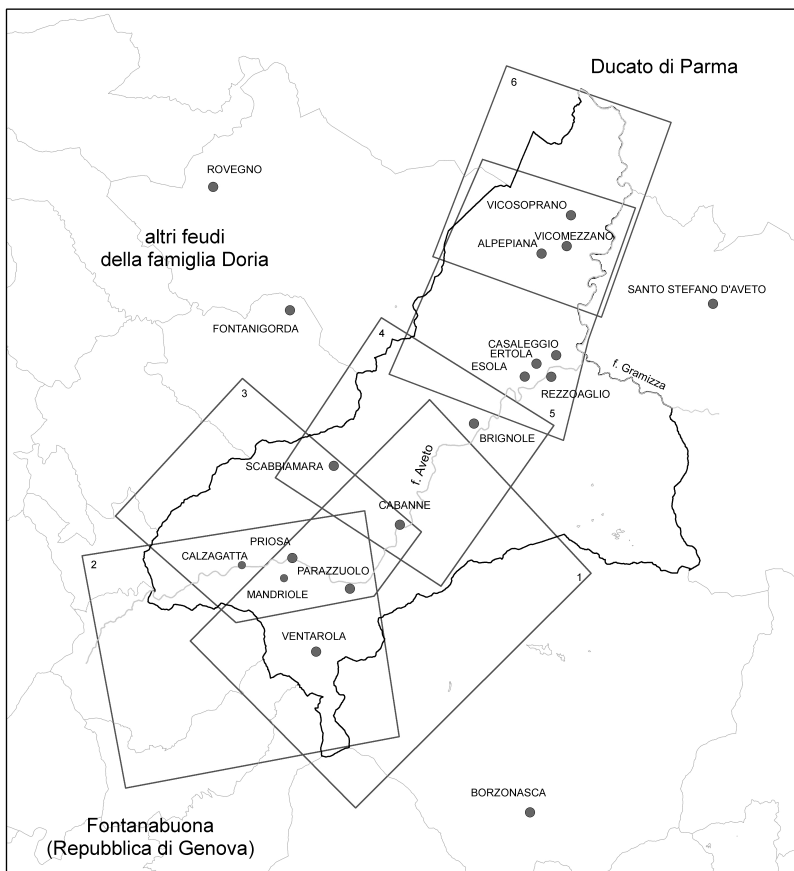 Ducato di Parma
6
ROVEGNO
VICOSOPRANO
altri feudi
della famiglia Doria
VICOMEZZANO
ALPEPIANA
SANTO STEFANO D'AVETO
FONTANIGORDA
4
CASALEGGIO
ERTOLA
ESOLA
f. Gramizza
REZZOAGLIO
3
5
BRIGNOLE
f. Aveto
SCABBIAMARA
CABANNE
PRIOSA
CALZAGATTA
2
PARAZZUOLO
1
MANDRIOLE
VENTAROLA
BORZONASCA
Fontanabuona
(Repubblica di Genova)